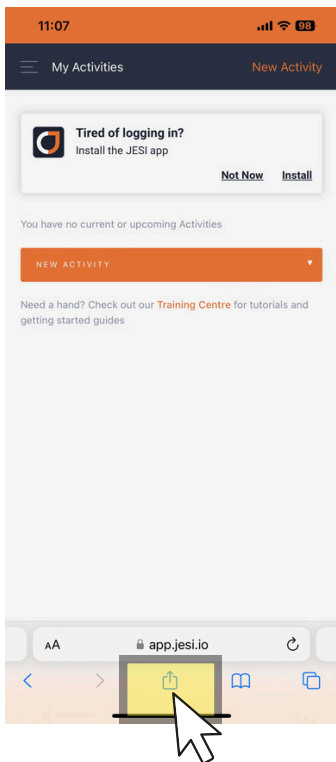 11:07
98
My Activities
New Activity
Tired of logging in?
Install the JESI app
Not Now
Install
You have no current or upcoming Activities
NEW ACTIVITY
Need a hand? Check out our Training Centre for tutorials and
getting started guides
AA
app.jesi.io